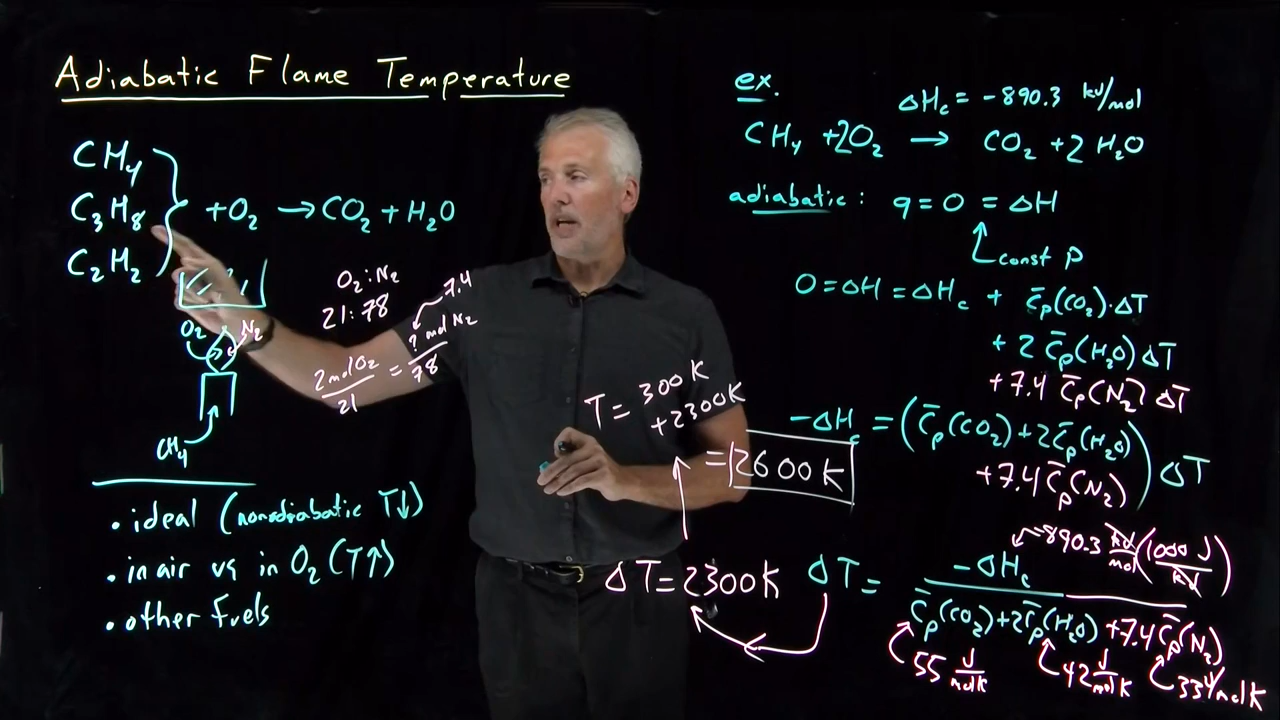 Adiabatic Flame Temperature
CH₄
C₃H₈
C₂H₂
+O₂ → CO₂ + H₂O
O₂
N₂
CH₄
O₂:N₂
21:78
2 mol O₂ / 21 = ? mol N₂ / 78
7.4
• ideal (nonadiabatic T↓)
• in air vs in O₂ (T↑)
• other fuels
ex.
ΔHc = -890.3 kJ/mol
CH₄ + 2O₂ → CO₂ + 2 H₂O
adiabatic: q = 0 = ΔH
const p
0 = ΔH = ΔHc + C̄p(CO₂)·ΔT
+ 2 C̄p(H₂O) ΔT
+ 7.4 C̄p(N₂) ΔT
-ΔHc = (C̄p(CO₂) + 2C̄p(H₂O)
+ 7.4 C̄p(N₂)) ΔT
-890.3 kJ/mol (1000 J / kJ)
ΔT = -ΔHc / C̄p(CO₂) + 2C̄p(H₂O) + 7.4 C̄p(N₂)
55 J/mol K
42 J/mol K
33 J/mol K
ΔT = 2300 K
T = 300 K
+ 2300 K
= 2600 K